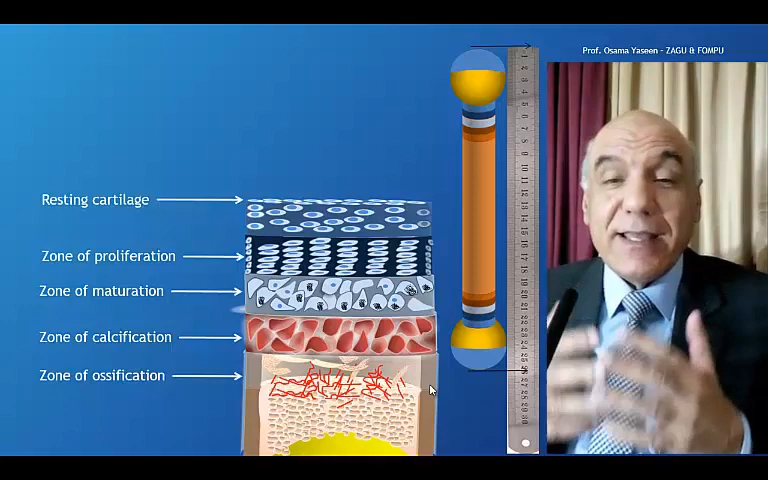 Prof. Osama Yaseen - ZAGU & FOMPU
Resting cartilage
Zone of proliferation
Zone of maturation
Zone of calcification
Zone of ossification